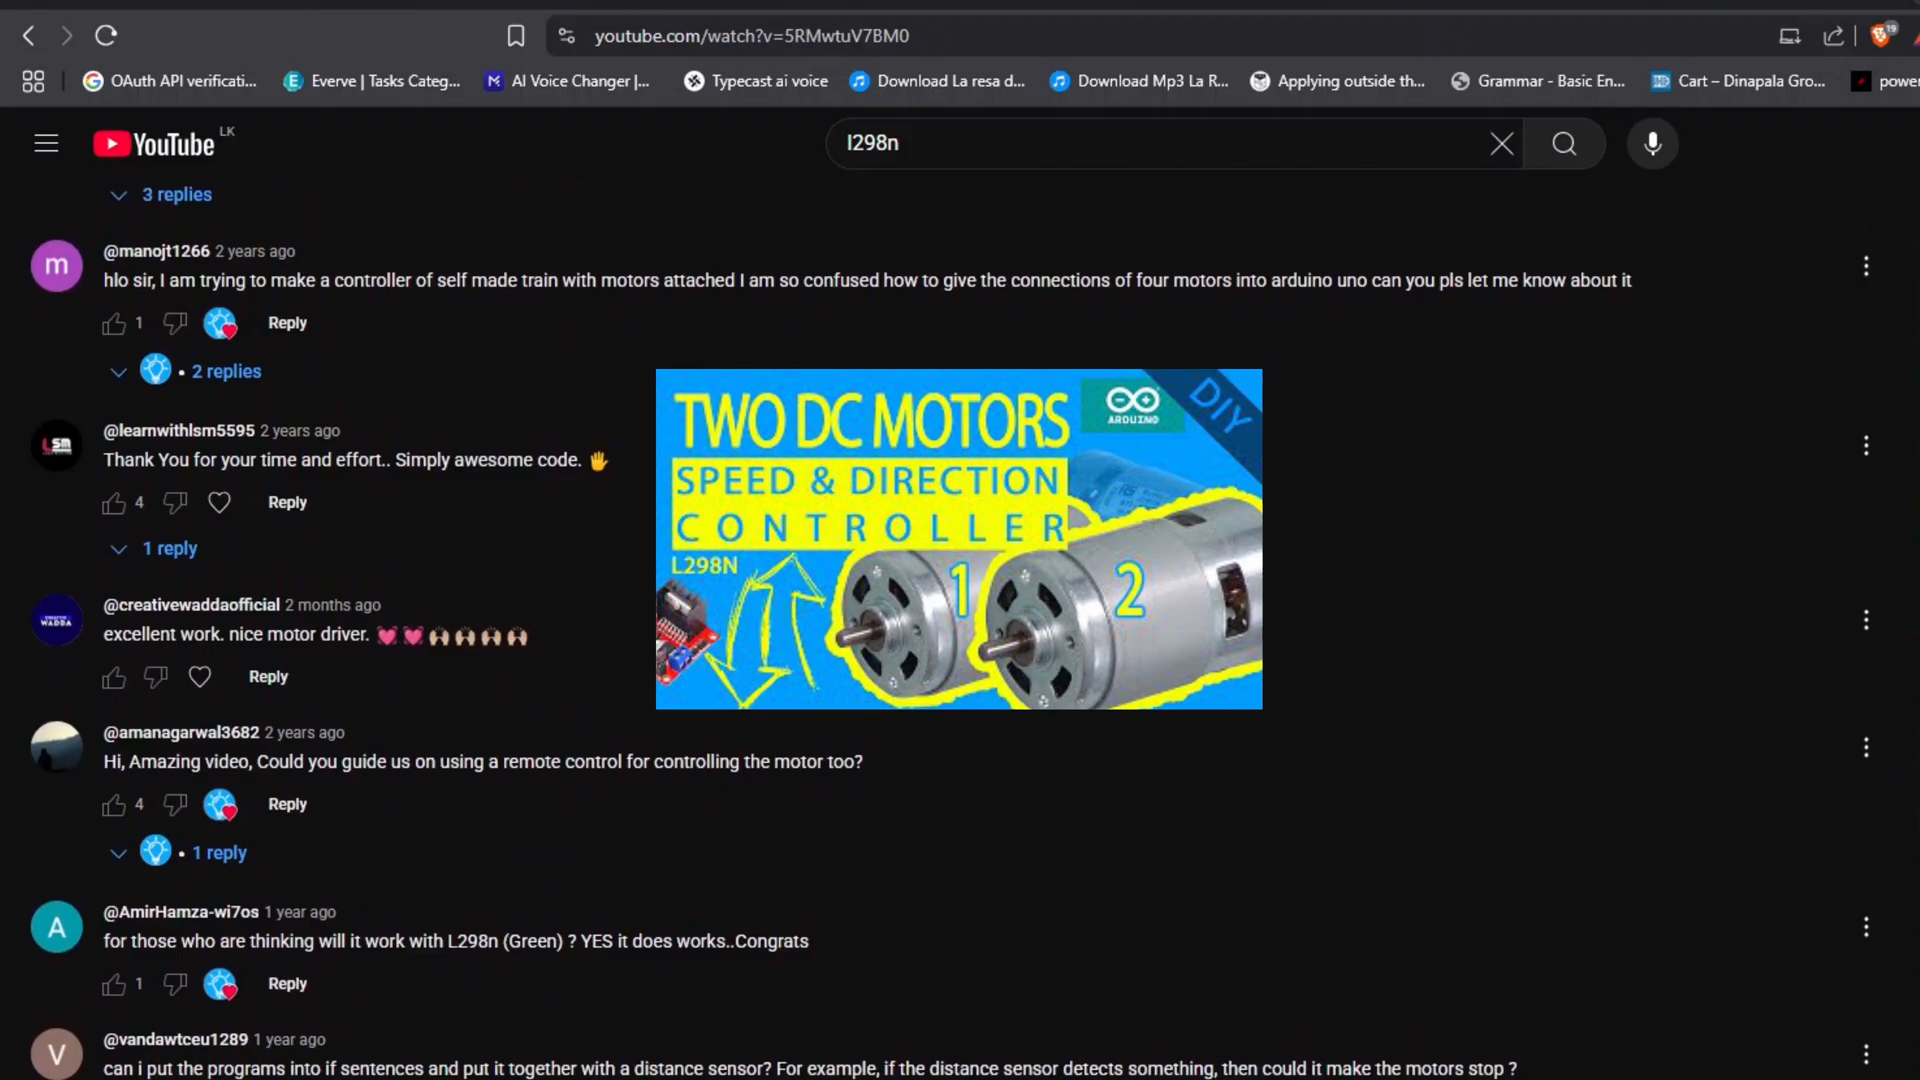 youtube.com/watch?v=5RMwtuV7BM0
19
OAuth API verificati...
Everve | Tasks Categ...
AI Voice Changer |...
Typecast ai voice
Download La resa d...
Download Mp3 La R...
Applying outside th...
Grammar - Basic En...
Cart – Dinapala Gro...
power
YouTube LK
l298n
3 replies
m
@manojt1266 2 years ago
hlo sir, I am trying to make a controller of self made train with motors attached I am so confused how to give the connections of four motors into arduino uno can you pls let me know about it
1 Reply
• 2 replies
LSM
@learnwithlsm5595 2 years ago
Thank You for your time and effort.. Simply awesome code. 🖐
4 Reply
1 reply
CREATIVE
WADDA
@creativewaddaofficial 2 months ago
excellent work. nice motor driver. 💓💓🙌🙌🙌🙌
Reply
@amanagarwal3682 2 years ago
Hi, Amazing video, Could you guide us on using a remote control for controlling the motor too?
4 Reply
• 1 reply
A
@AmirHamza-wi7os 1 year ago
for those who are thinking will it work with L298n (Green) ? YES it does works..Congrats
1 Reply
V
@vandawtceu1289 1 year ago
can i put the programs into if sentences and put it together with a distance sensor? For example, if the distance sensor detects something, then could it make the motors stop ?
TWO DC MOTORS
SPEED & DIRECTION
CONTROLLER
L298N
ARDUINO
DIY
1
2